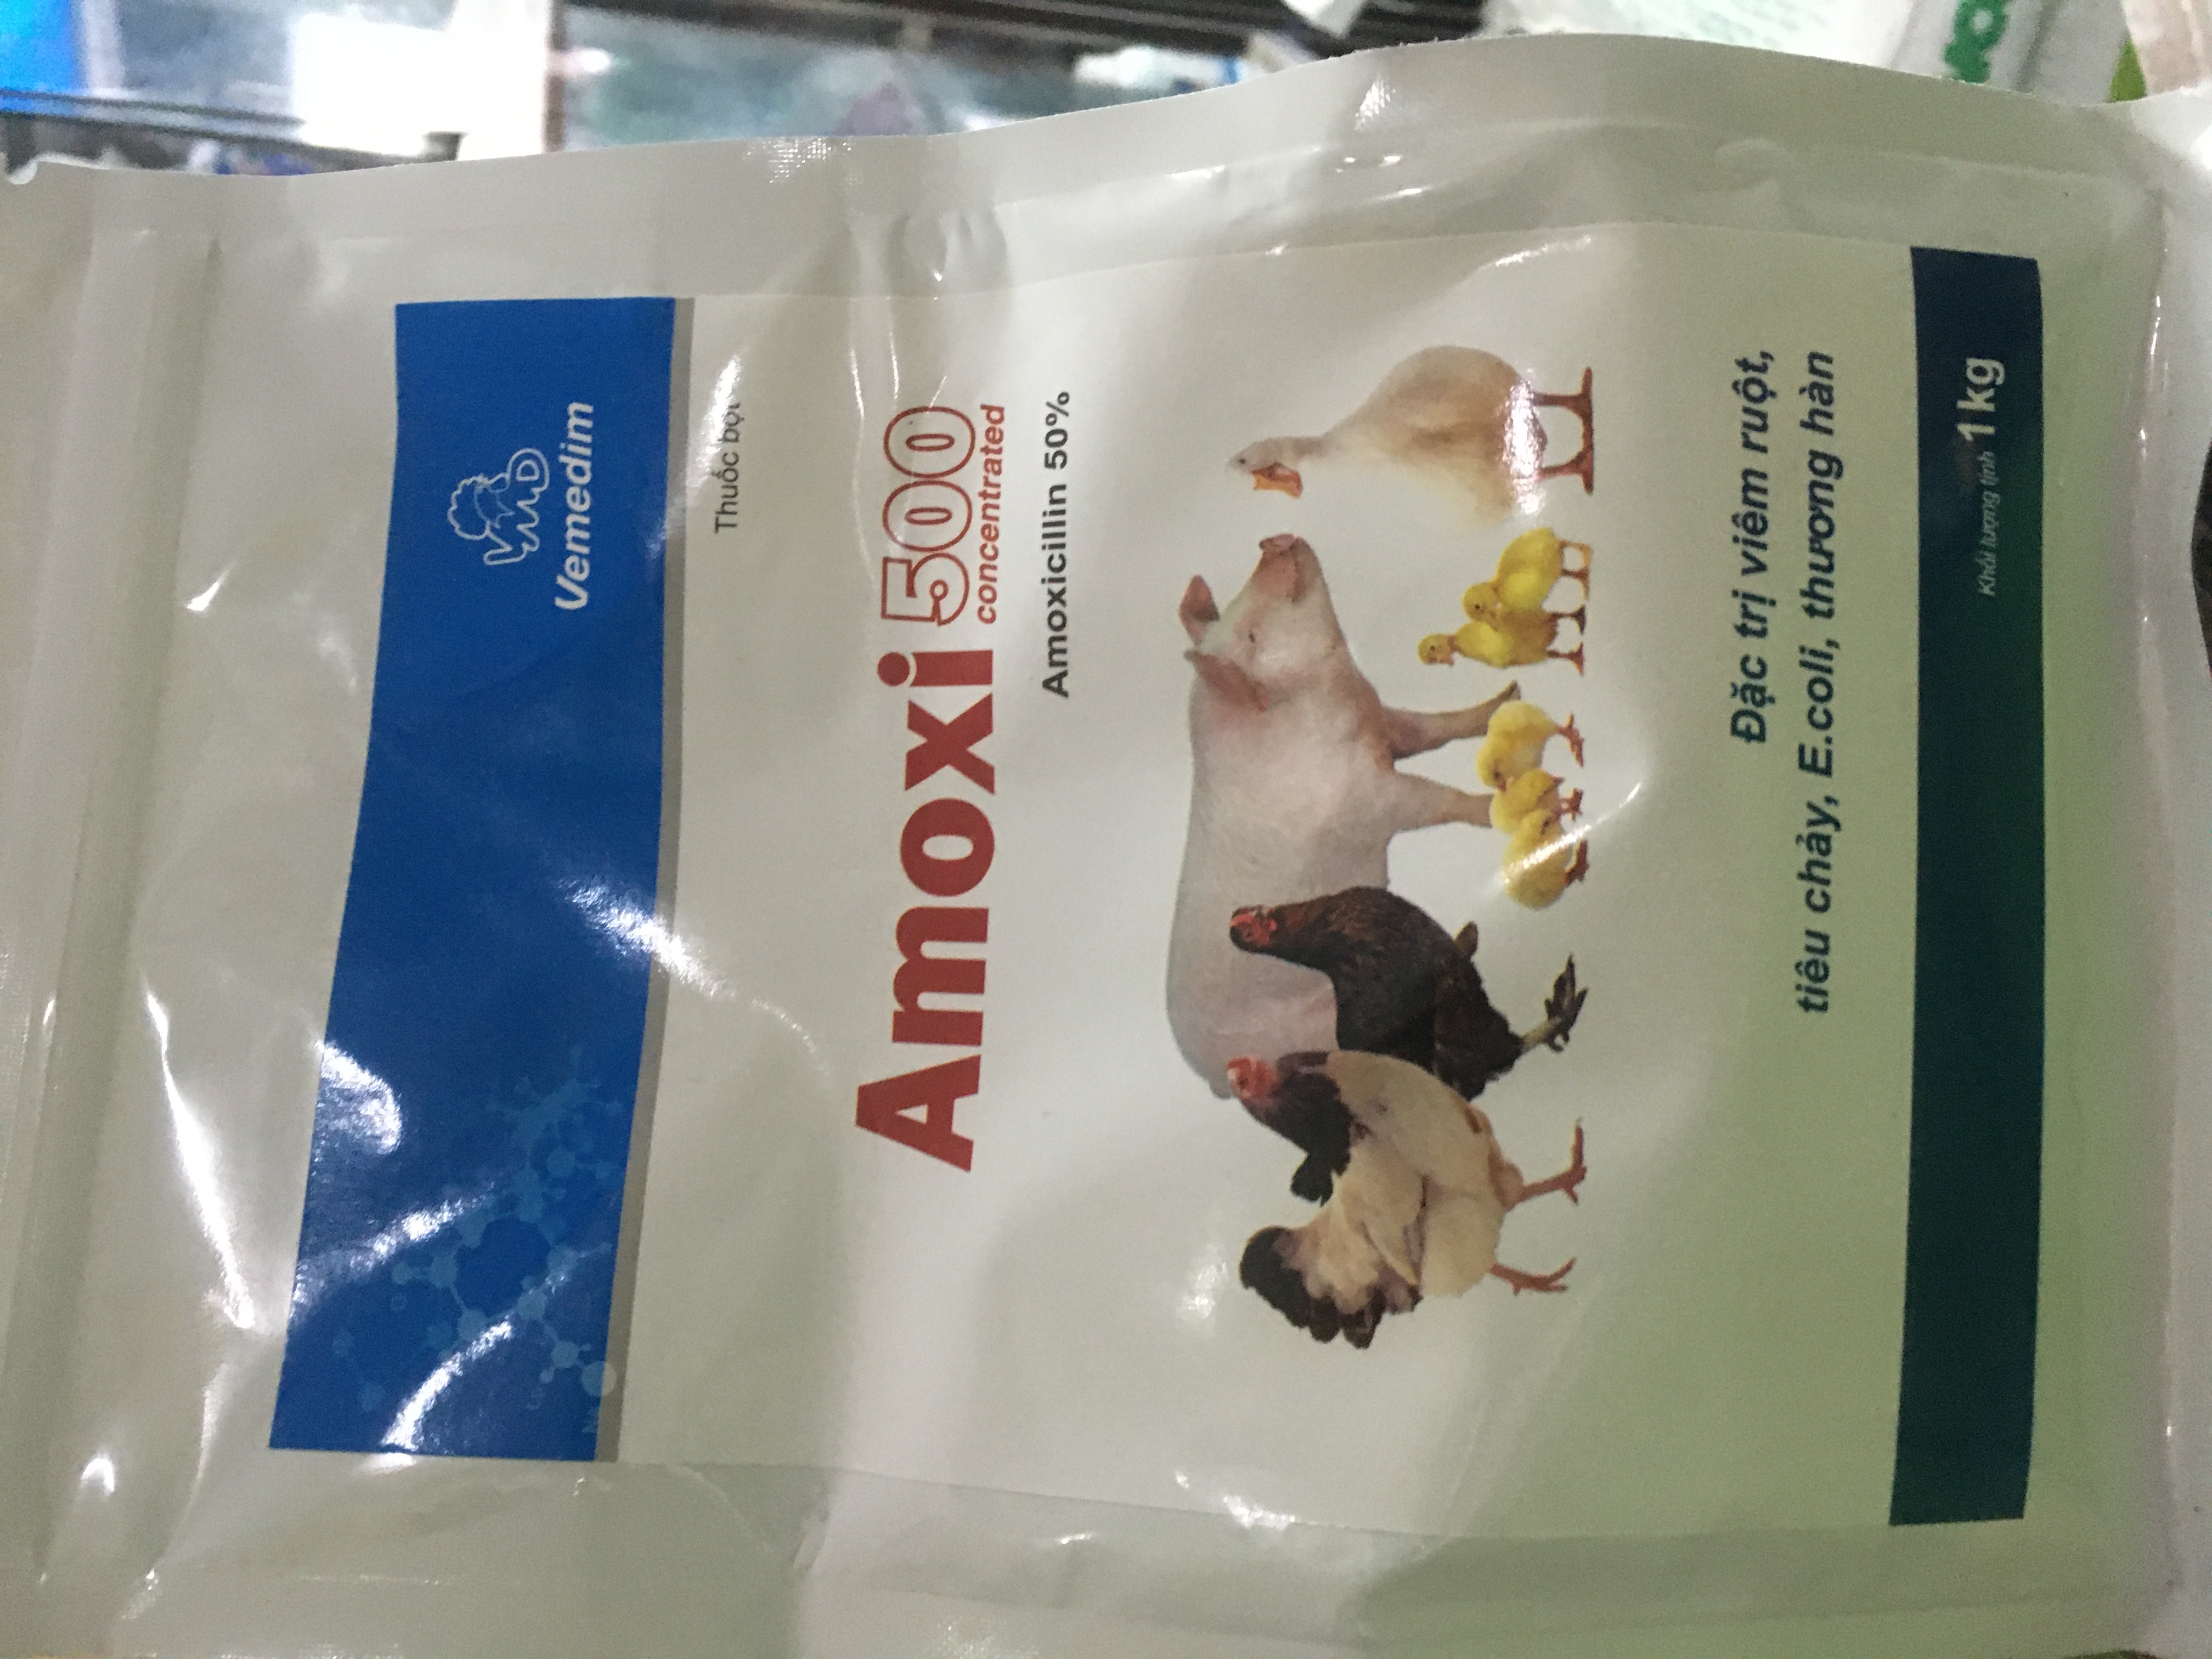 Vemedim
Thuốc bột
Amoxi 500
concentrated
Amoxicillin 50%
Đặc trị viêm ruột,
tiêu chảy, E.coli, thương hàn
Khối lượng tịnh 1 kg